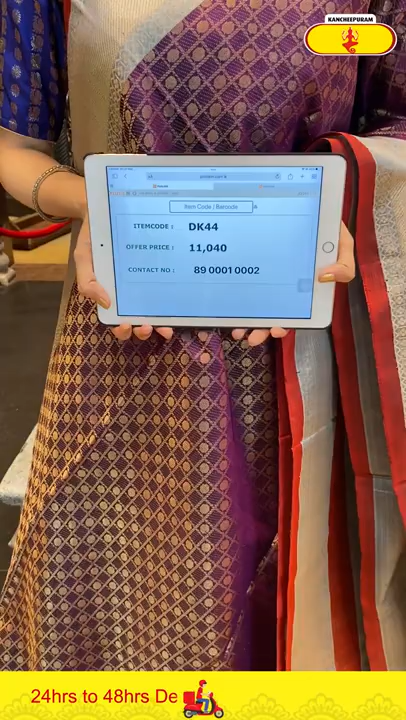 KANCHEEPURAM
Item Code / Barcode
ITEMCODE : DK44
OFFER PRICE : 11,040
CONTACT NO : 89 0001 0002
24hrs to 48hrs De